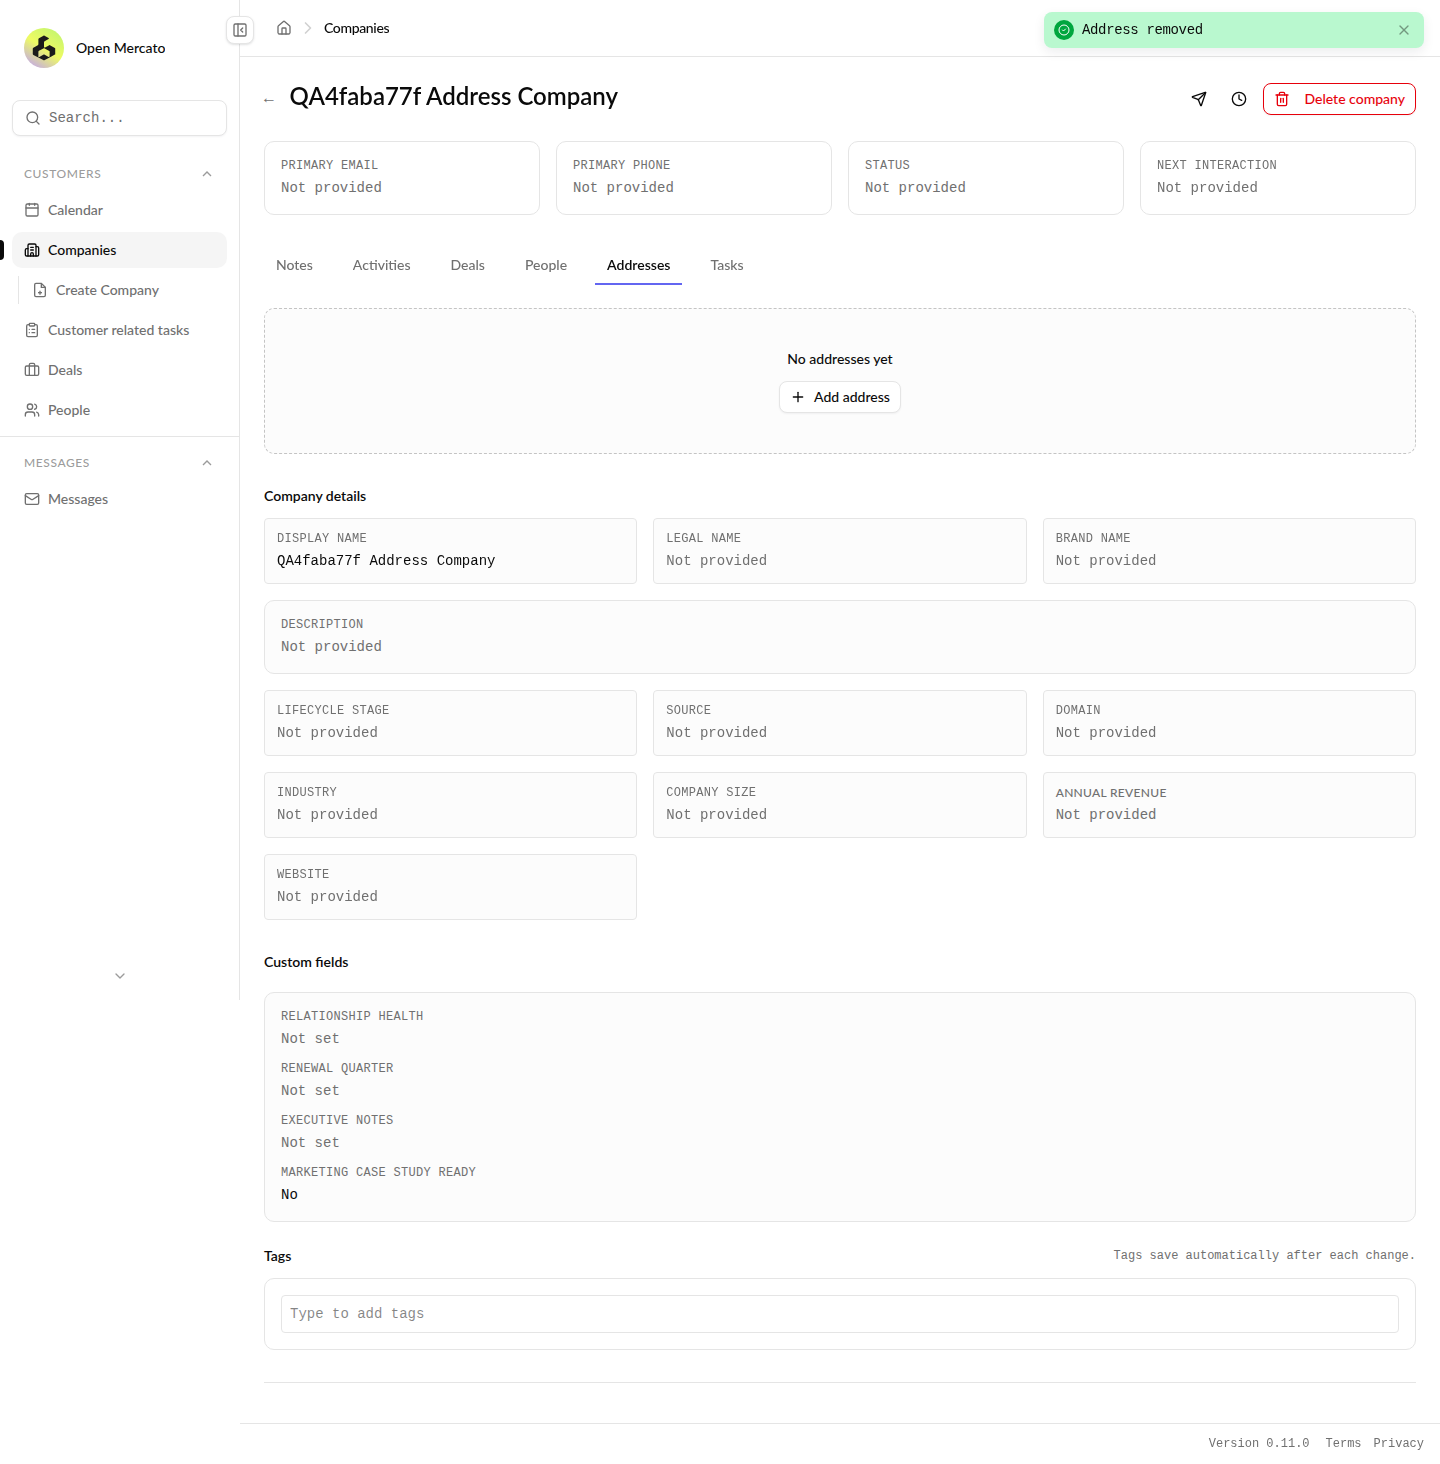 Open Mercato
Companies
Address removed
Search...
← QA4faba77f Address Company
Delete company
CUSTOMERS
Calendar
Companies
Create Company
Customer related tasks
Deals
People
MESSAGES
Messages
PRIMARY EMAIL
Not provided
PRIMARY PHONE
Not provided
STATUS
Not provided
NEXT INTERACTION
Not provided
Notes Activities Deals People Addresses Tasks
No addresses yet
Add address
Company details
DISPLAY NAME
QA4faba77f Address Company
LEGAL NAME
Not provided
BRAND NAME
Not provided
DESCRIPTION
Not provided
LIFECYCLE STAGE
Not provided
SOURCE
Not provided
DOMAIN
Not provided
INDUSTRY
Not provided
COMPANY SIZE
Not provided
ANNUAL REVENUE
Not provided
WEBSITE
Not provided
Custom fields
RELATIONSHIP HEALTH
Not set
RENEWAL QUARTER
Not set
EXECUTIVE NOTES
Not set
MARKETING CASE STUDY READY
No
Tags
Tags save automatically after each change.
Type to add tags
Version 0.11.0 Terms Privacy